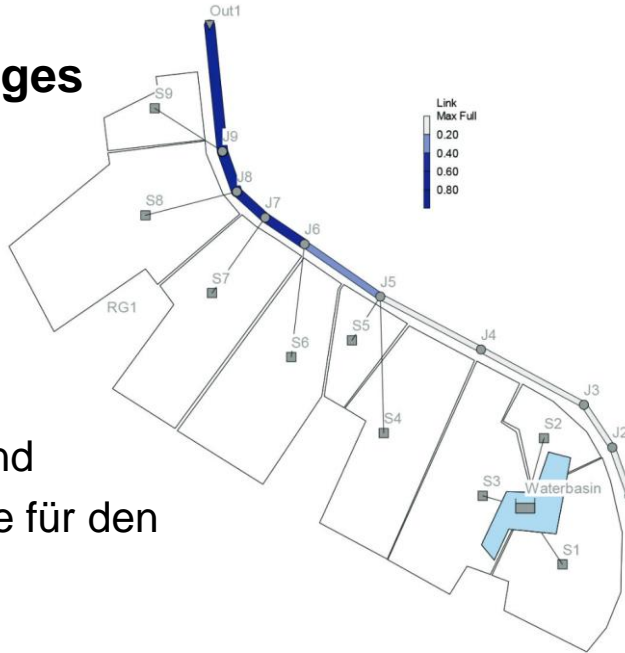 Out1
ges
S9
Link
Max Full
0.20
0.40
0.60
0.80
J9
J8
S8
J7
J6
S7
J5
RG1
S5
S6
J4
J3
S4
S2
J2
nd
S3
Waterbasin
e für den
S1